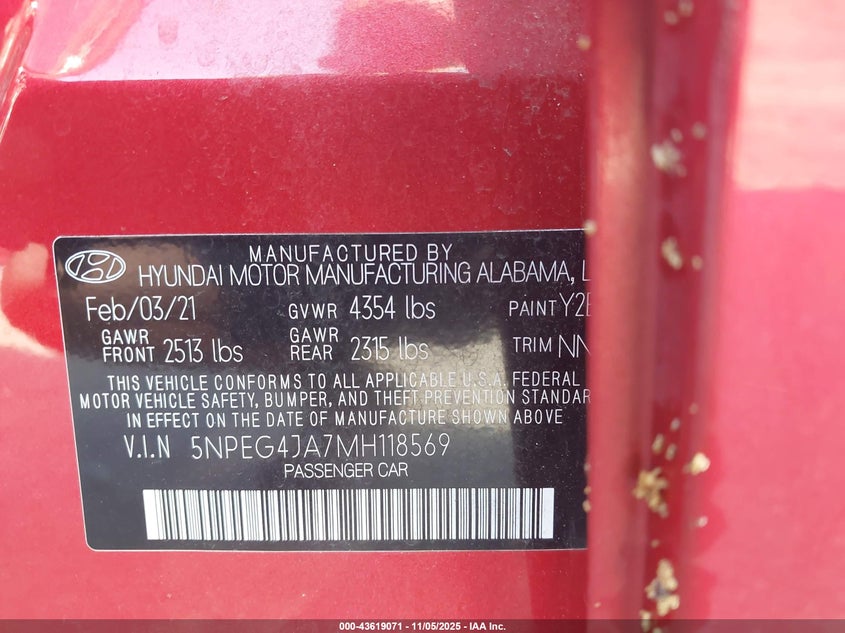 MANUFACTURED BY
HYUNDAI MOTOR MANUFACTURING ALABAMA,
Feb/03/21 GVWR 4354 lbs PAINT
GAWR FRONT 2513 lbs GAWR REAR 2315 lbs TRIM
THIS VEHICLE CONFORMS TO ALL APPLICABLE U.S.A. FEDERAL
MOTOR VEHICLE SAFETY, BUMPER, AND THEFT PREVENTION STANDAR
IN EFFECT ON THE DATE OF MANUFACTURE SHOWN ABOVE
V.I.N 5NPEG4JA7MH118569
PASSENGER CAR
000-43619071 - 11/05/2025 - IAA Inc.